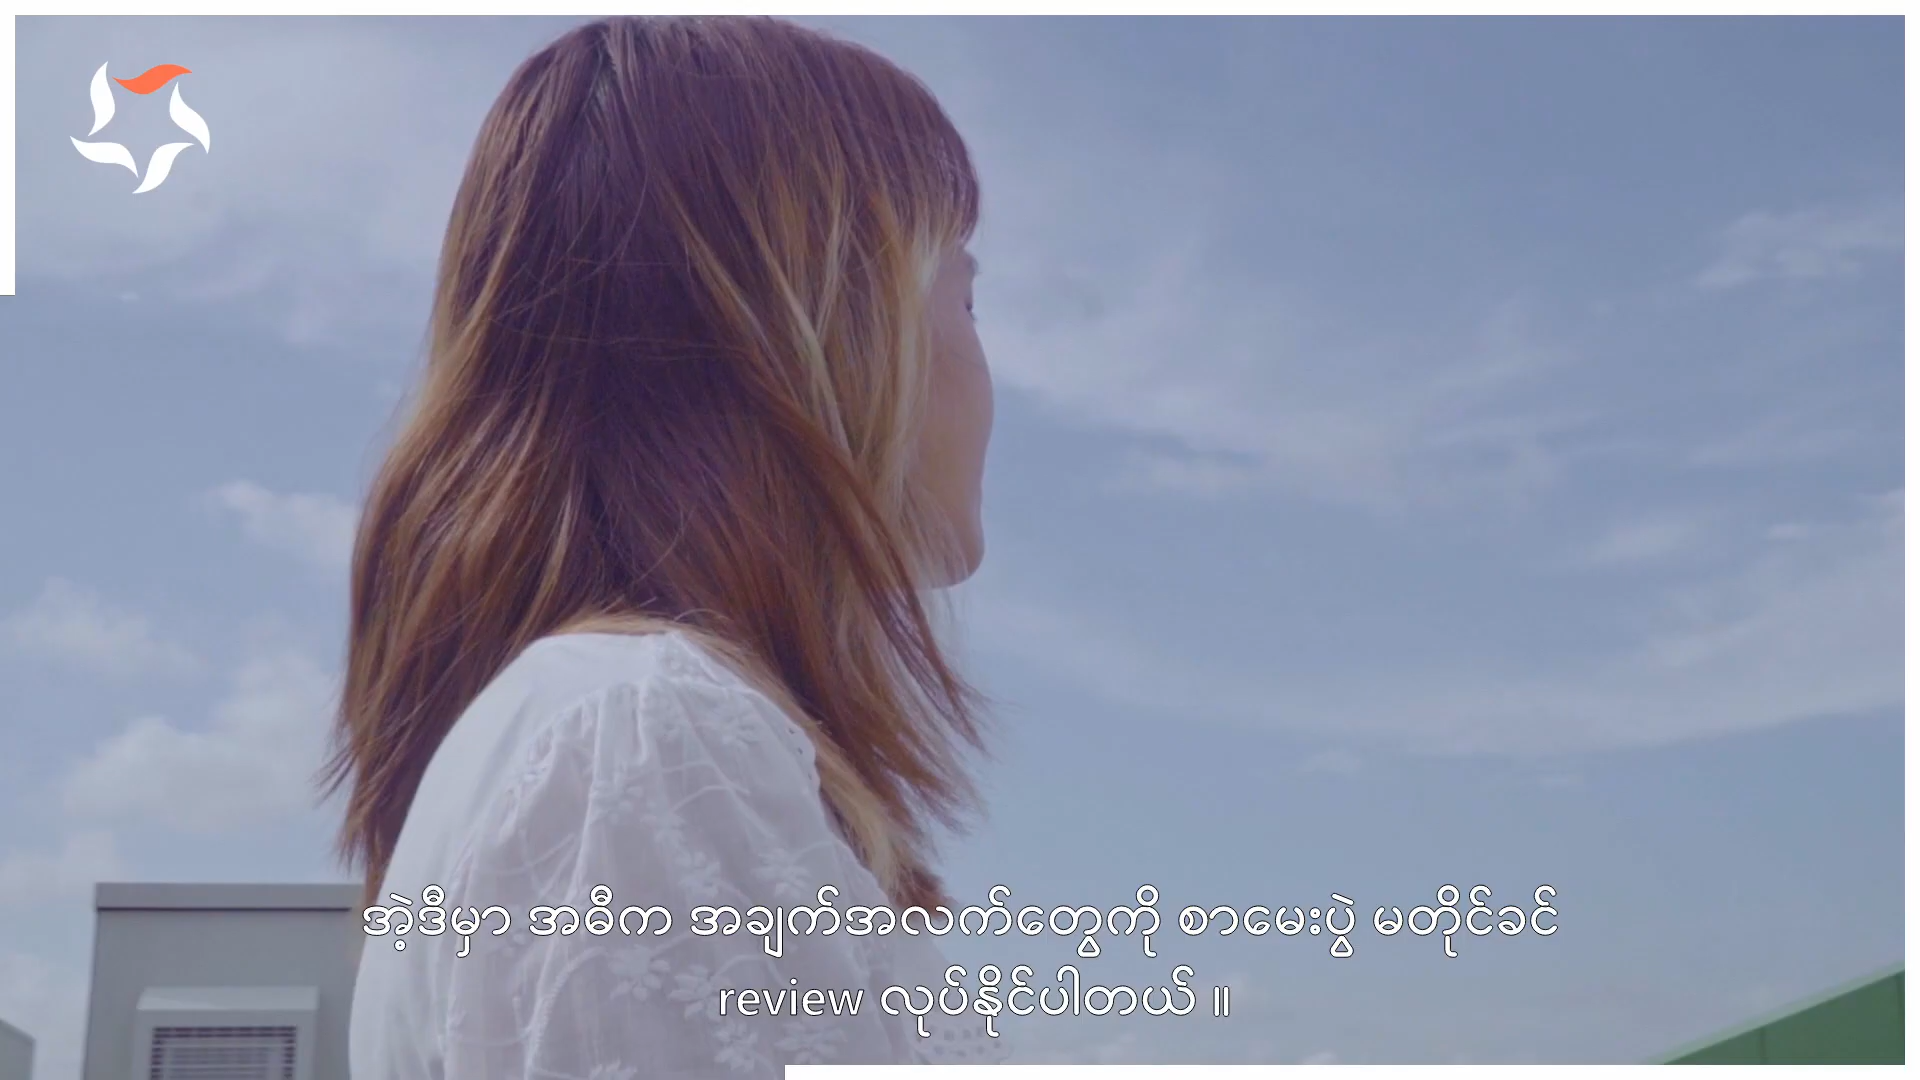 အဲ့ဒီမှာ အဓိက အချက်အလက်တွေကို စာမေးပွဲ မတိုင်ခင်
review လုပ်နိုင်ပါတယ် ။